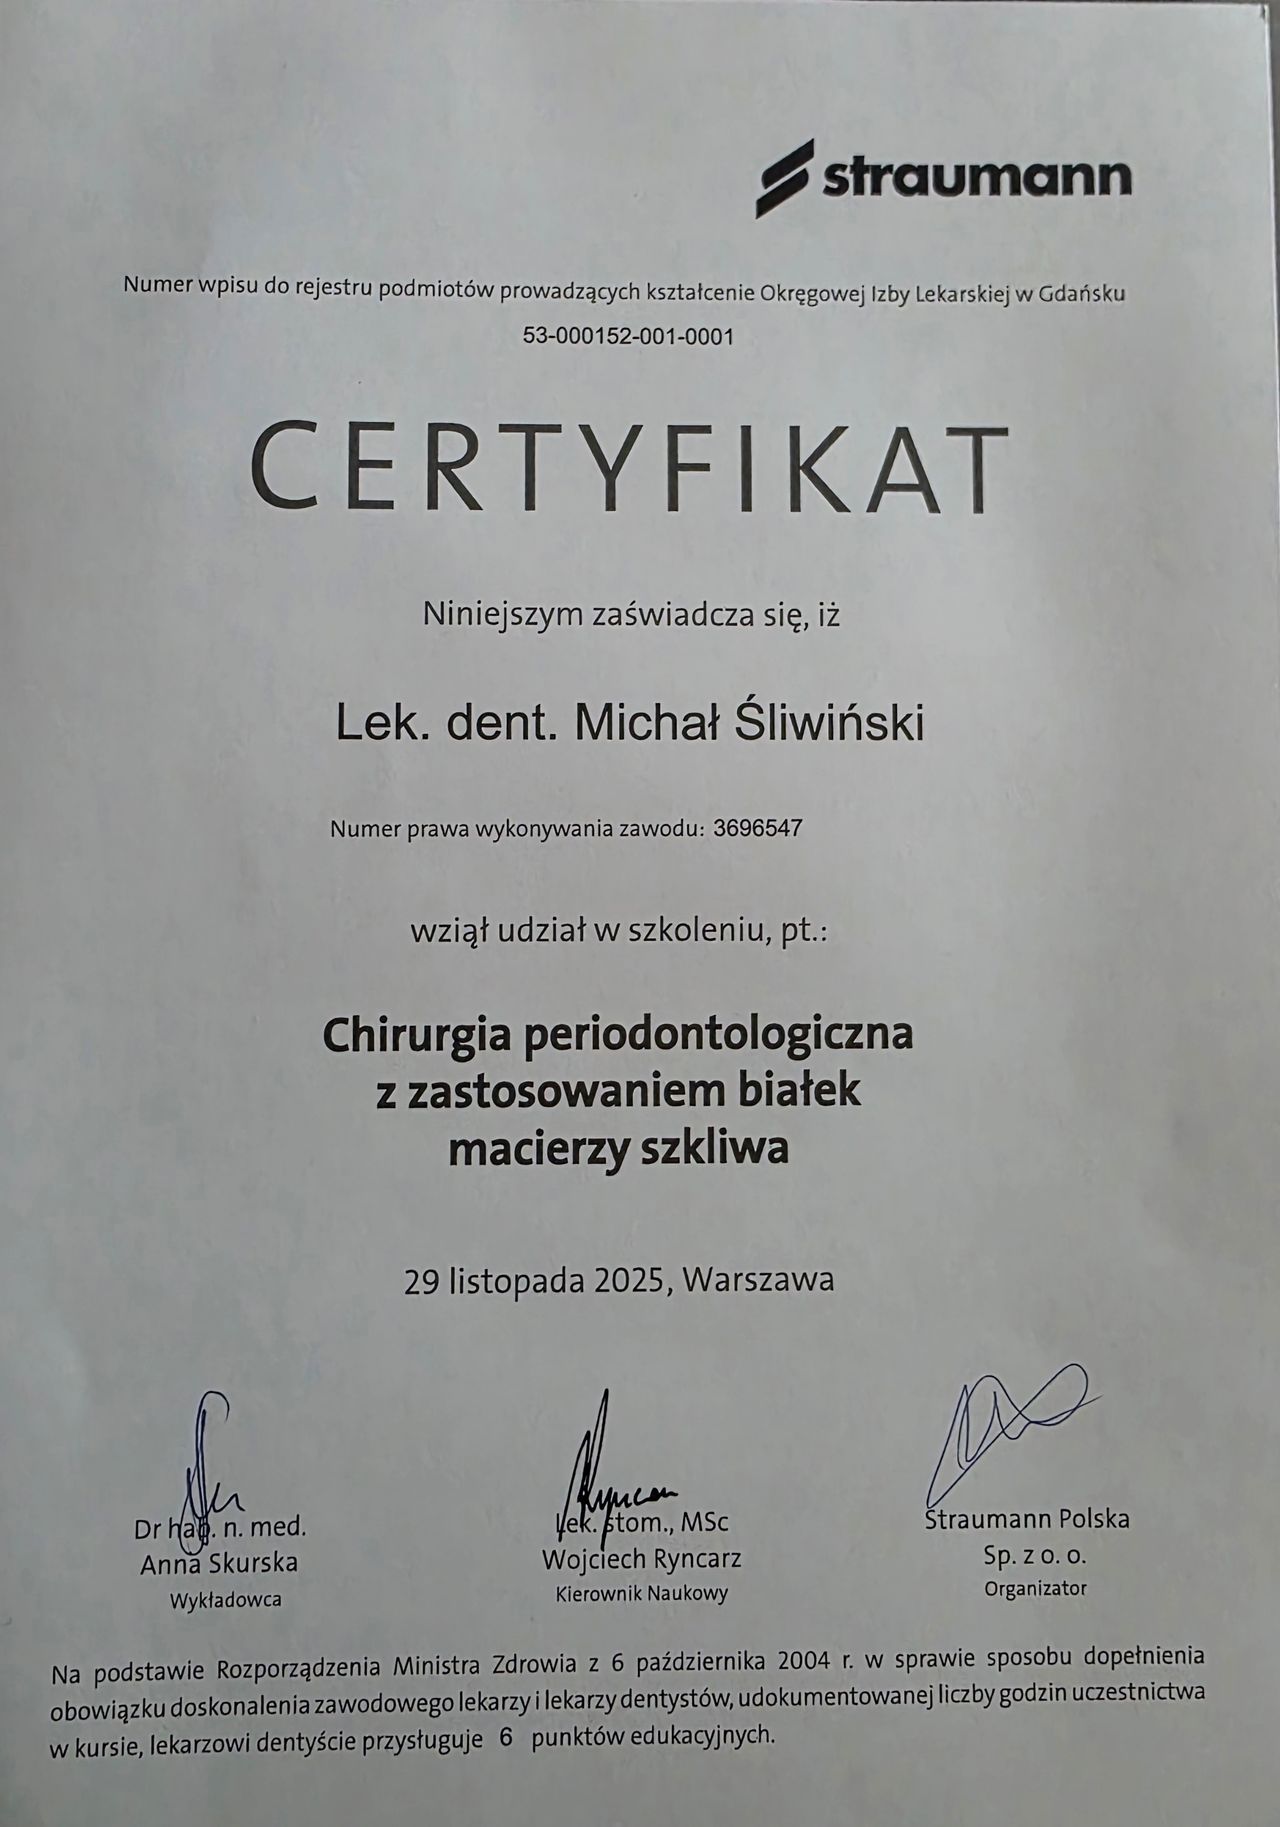 straumann
Numer wpisu do rejestru podmiotów prowadzących kształcenie Okręgowej Izby Lekarskiej w Gdańsku
53-000152-001-0001
CERTYFIKAT
Niniejszym zaświadcza się, iż
Lek. dent. Michał Śliwiński
Numer prawa wykonywania zawodu: 3696547
wziął udział w szkoleniu, pt.:
Chirurgia periodontologiczna
z zastosowaniem białek
macierzy szkliwa
29 listopada 2025, Warszawa
Dr hab. n. med.
Anna Skurska
Wykładowca
Ryncarz
Lek. stom., MSc
Wojciech Ryncarz
Kierownik Naukowy
Straumann Polska
Sp. z o. o.
Organizator
Na podstawie Rozporządzenia Ministra Zdrowia z 6 października 2004 r. w sprawie sposobu dopełnienia
obowiązku doskonalenia zawodowego lekarzy i lekarzy dentystów, udokumentowanej liczby godzin uczestnictwa
w kursie, lekarzowi dentyście przysługuje 6 punktów edukacyjnych.